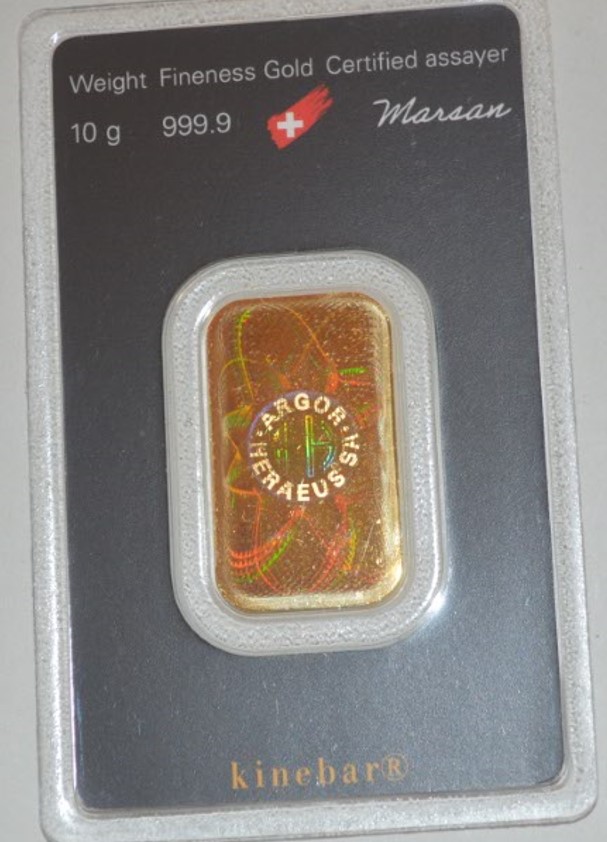 Weight Fineness Gold Certified assayer
10 g 999.9 Marsan
ARGOR · HERAEUS SA ·
kinebar®